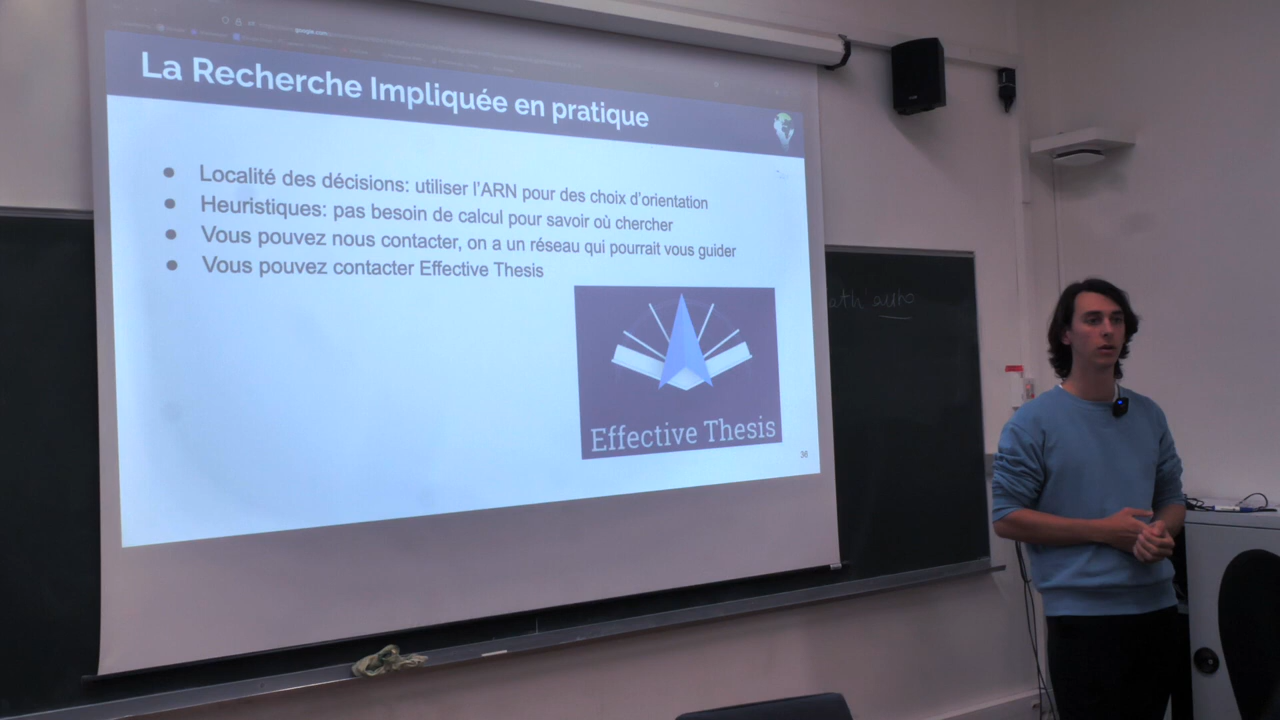 google.com
La Recherche Impliquée en pratique
● Localité des décisions: utiliser l'ARN pour des choix d'orientation
● Heuristiques: pas besoin de calcul pour savoir où chercher
● Vous pouvez nous contacter, on a un réseau qui pourrait vous guider
● Vous pouvez contacter Effective Thesis
Effective Thesis
36